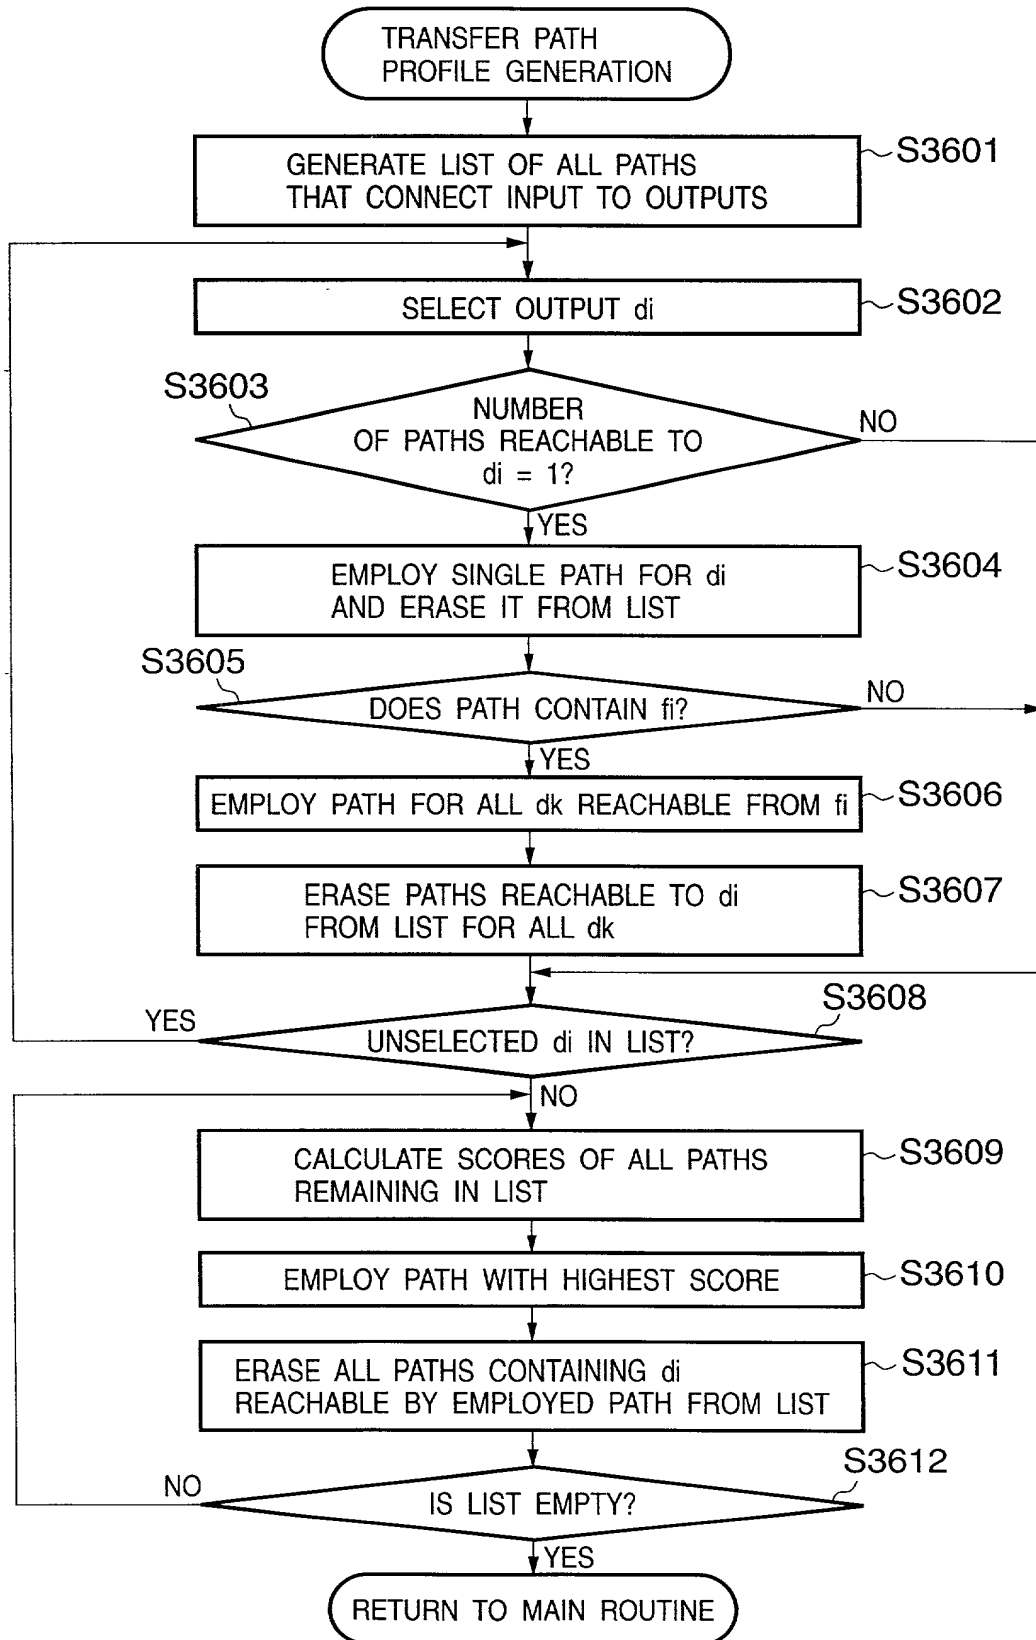 TRANSFER PATH
PROFILE GENERATION
GENERATE LIST OF ALL PATHS
THAT CONNECT INPUT TO OUTPUTS
S3601
SELECT OUTPUT di
S3602
S3603
NUMBER
OF PATHS REACHABLE TO
di = 1?
NO
YES
EMPLOY SINGLE PATH FOR di
AND ERASE IT FROM LIST
S3604
S3605
DOES PATH CONTAIN fi?
NO
YES
EMPLOY PATH FOR ALL dk REACHABLE FROM fi
S3606
ERASE PATHS REACHABLE TO di
FROM LIST FOR ALL dk
S3607
S3608
YES
UNSELECTED di IN LIST?
NO
CALCULATE SCORES OF ALL PATHS
REMAINING IN LIST
S3609
EMPLOY PATH WITH HIGHEST SCORE
S3610
ERASE ALL PATHS CONTAINING di
REACHABLE BY EMPLOYED PATH FROM LIST
S3611
S3612
NO
IS LIST EMPTY?
YES
RETURN TO MAIN ROUTINE